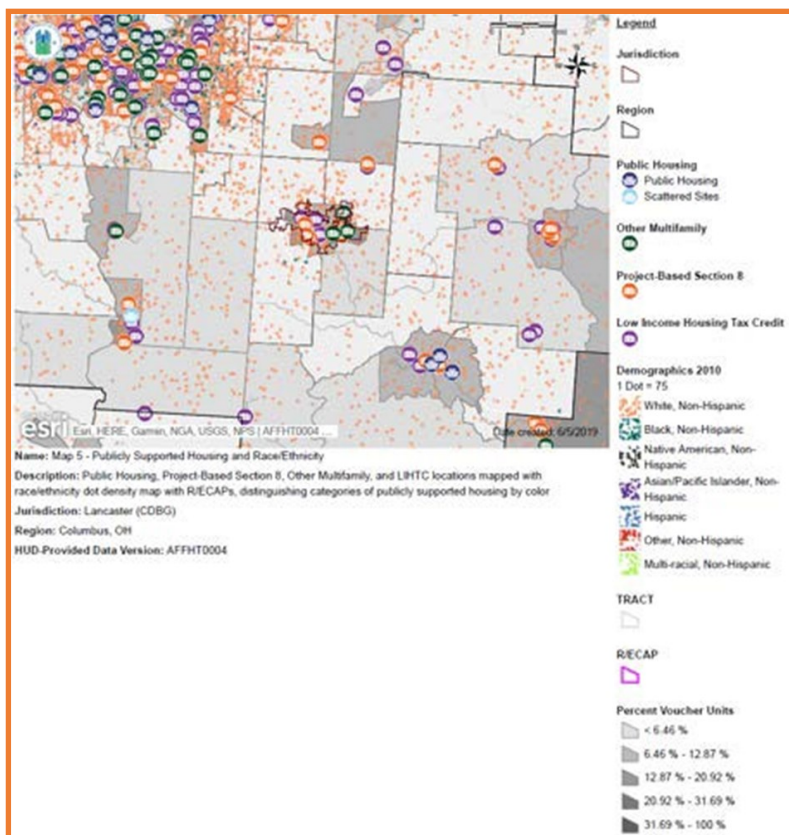 esri
Esri, HERE, Garmin, NGA, USGS, NPS | AFFHT0004 ...
Date created: 6/5/2019
Name: Map 5 - Publicly Supported Housing and Race/Ethnicity
Description: Public Housing, Project-Based Section 8, Other Multifamily, and LIHTC locations mapped with
race/ethnicity dot density map with R/ECAPs, distinguishing categories of publicly supported housing by color
Jurisdiction: Lancaster (CDBG)
Region: Columbus, OH
HUD-Provided Data Version: AFFHT0004
Legend
Jurisdiction
Region
Public Housing
Public Housing
Scattered Sites
Other Multifamily
Project-Based Section 8
Low Income Housing Tax Credit
Demographics 2010
1 Dot = 75
White, Non-Hispanic
Black, Non-Hispanic
Native American, Non-
Hispanic
Asian/Pacific Islander, Non-
Hispanic
Hispanic
Other, Non-Hispanic
Multi-racial, Non-Hispanic
TRACT
R/ECAP
Percent Voucher Units
< 6.46 %
6.46 % - 12.87 %
12.87 % - 20.92 %
20.92 % - 31.69 %
31.69 % - 100 %